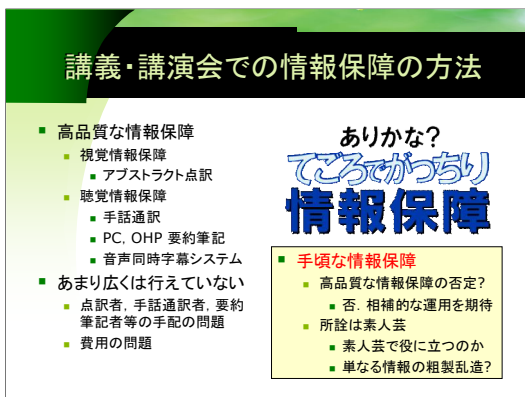 講義・講演会での情報保障の方法
高品質な情報保障
視覚情報保障
アブストラクト点訳
聴覚情報保障
手話通訳
PC, OHP 要約筆記
音声同時字幕システム
あまり広くは行えていない
点訳者, 手話通訳者, 要約
筆記者等の手配の問題
費用の問題
ありかな?
てごろでがっちり
情報保障
手頃な情報保障
高品質な情報保障の否定?
否. 相補的な運用を期待
所詮は素人芸
素人芸で役に立つのか
単なる情報の粗製乱造?